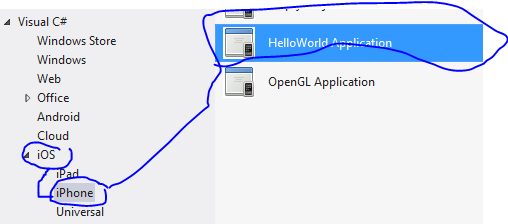 Visual C#
Windows Store
Windows
Web
Office
Android
Cloud
iOS
iPad
iPhone
Universal
HelloWorld Application
OpenGL Application